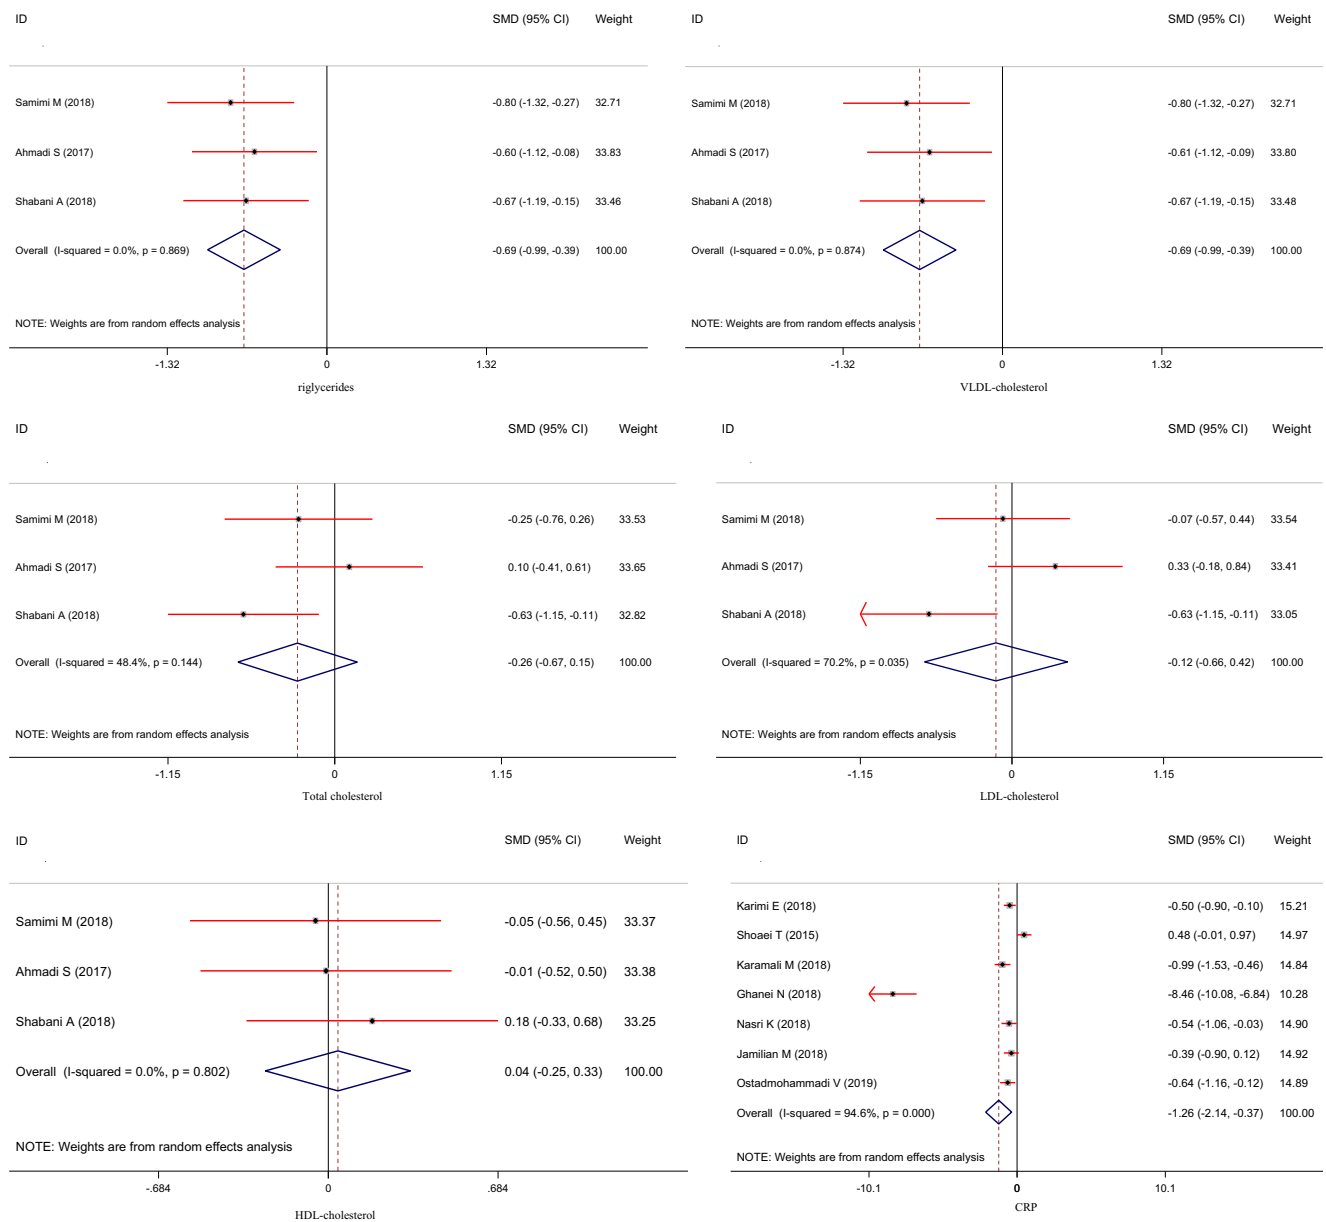 ID SMD (95% CI) Weight
Samimi M (2018) -0.80 (-1.32, -0.27) 32.71
Ahmadi S (2017) -0.60 (-1.12, -0.08) 33.83
Shabani A (2018) -0.67 (-1.19, -0.15) 33.46
Overall (I-squared = 0.0%, p = 0.869) -0.69 (-0.99, -0.39) 100.00
NOTE: Weights are from random effects analysis
-1.32 0 1.32
riglycerides
ID SMD (95% CI) Weight
Samimi M (2018) -0.80 (-1.32, -0.27) 32.71
Ahmadi S (2017) -0.61 (-1.12, -0.09) 33.80
Shabani A (2018) -0.67 (-1.19, -0.15) 33.48
Overall (I-squared = 0.0%, p = 0.874) -0.69 (-0.99, -0.39) 100.00
NOTE: Weights are from random effects analysis
-1.32 0 1.32
VLDL-cholesterol
ID SMD (95% CI) Weight
Samimi M (2018) -0.25 (-0.76, 0.26) 33.53
Ahmadi S (2017) 0.10 (-0.41, 0.61) 33.65
Shabani A (2018) -0.63 (-1.15, -0.11) 32.82
Overall (I-squared = 48.4%, p = 0.144) -0.26 (-0.67, 0.15) 100.00
NOTE: Weights are from random effects analysis
-1.15 0 1.15
Total cholesterol
ID SMD (95% CI) Weight
Samimi M (2018) -0.07 (-0.57, 0.44) 33.54
Ahmadi S (2017) 0.33 (-0.18, 0.84) 33.41
Shabani A (2018) -0.63 (-1.15, -0.11) 33.05
Overall (I-squared = 70.2%, p = 0.035) -0.12 (-0.66, 0.42) 100.00
NOTE: Weights are from random effects analysis
-1.15 0 1.15
LDL-cholesterol
ID SMD (95% CI) Weight
Samimi M (2018) -0.05 (-0.56, 0.45) 33.37
Ahmadi S (2017) -0.01 (-0.52, 0.50) 33.38
Shabani A (2018) 0.18 (-0.33, 0.68) 33.25
Overall (I-squared = 0.0%, p = 0.802) 0.04 (-0.25, 0.33) 100.00
NOTE: Weights are from random effects analysis
-.684 0 .684
HDL-cholesterol
ID SMD (95% CI) Weight
Karimi E (2018) -0.50 (-0.90, -0.10) 15.21
Shoaei T (2015) 0.48 (-0.01, 0.97) 14.97
Karamali M (2018) -0.99 (-1.53, -0.46) 14.84
Ghanei N (2018) -8.46 (-10.08, -6.84) 10.28
Nasri K (2018) -0.54 (-1.06, -0.03) 14.90
Jamilian M (2018) -0.39 (-0.90, 0.12) 14.92
Ostadmohammadi V (2019) -0.64 (-1.16, -0.12) 14.89
Overall (I-squared = 94.6%, p = 0.000) -1.26 (-2.14, -0.37) 100.00
NOTE: Weights are from random effects analysis
-10.1 0 10.1
CRP